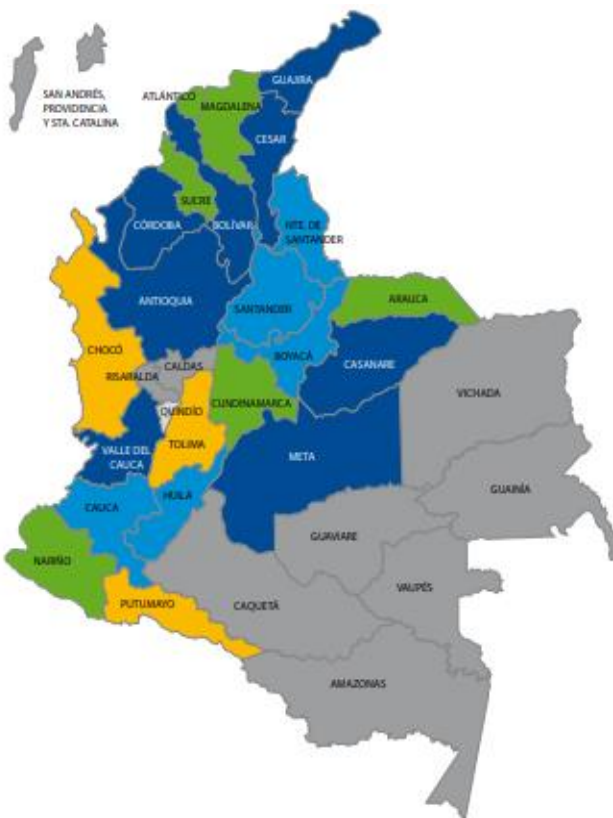 GUAJIRA
SAN ANDRÉS,
PROVIDENCIA
Y STA. CATALINA
ATLÁNTICO
MAGDALENA
CESAR
SUCRE
CÓRDOBA
BOLÍVAR
NTE. DE
SANTANDER
ANTIOQUIA
SANTANDER
ARAUCA
CHOCÓ
BOYACÁ
CALDAS
CASANARE
RISARALDA
VICHADA
CUNDINAMARCA
QUINDÍO
TOLIMA
VALLE DEL
CAUCA
META
GUAINÍA
HUILA
CAUCA
GUAVIARE
NARIÑO
VAUPÉS
PUTUMAYO
CAQUETÁ
AMAZONAS